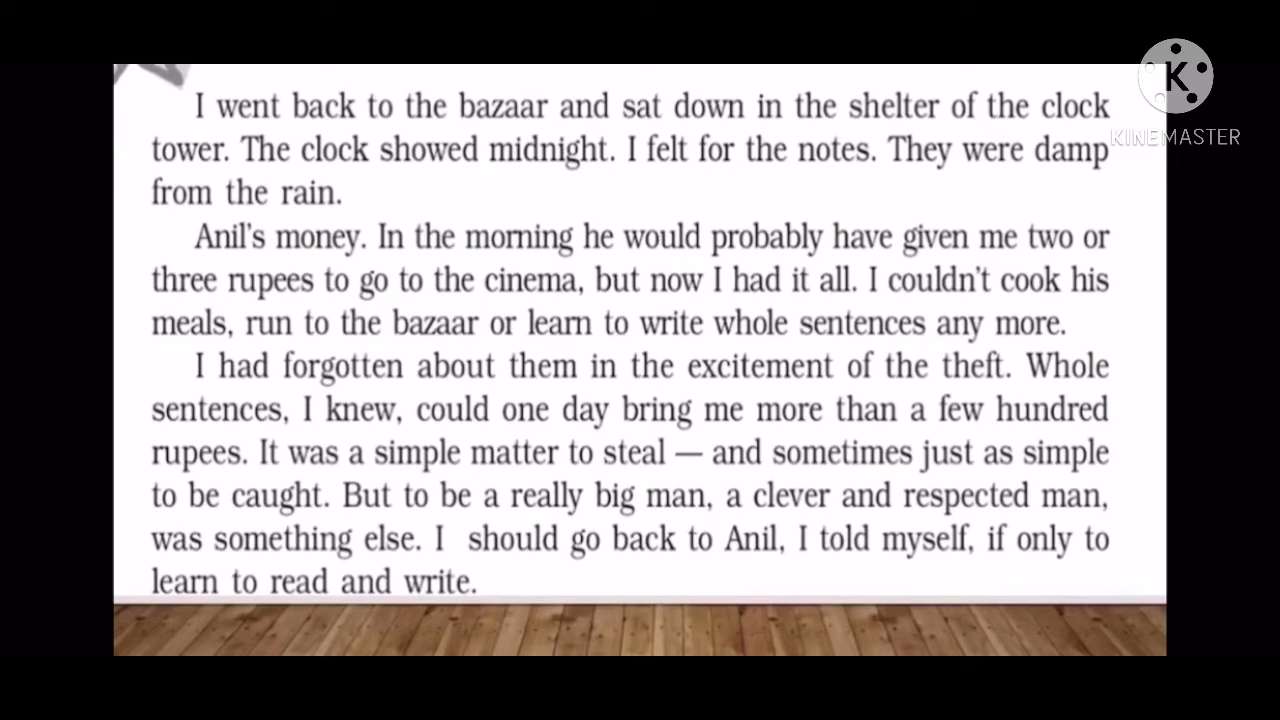 I went back to the bazaar and sat down in the shelter of the clock
tower. The clock showed midnight. I felt for the notes. They were damp
from the rain.
Anil's money. In the morning he would probably have given me two or
three rupees to go to the cinema, but now I had it all. I couldn't cook his
meals, run to the bazaar or learn to write whole sentences any more.
I had forgotten about them in the excitement of the theft. Whole
sentences, I knew, could one day bring me more than a few hundred
rupees. It was a simple matter to steal — and sometimes just as simple
to be caught. But to be a really big man, a clever and respected man,
was something else. I should go back to Anil, I told myself, if only to
learn to read and write.
K
KINEMASTER